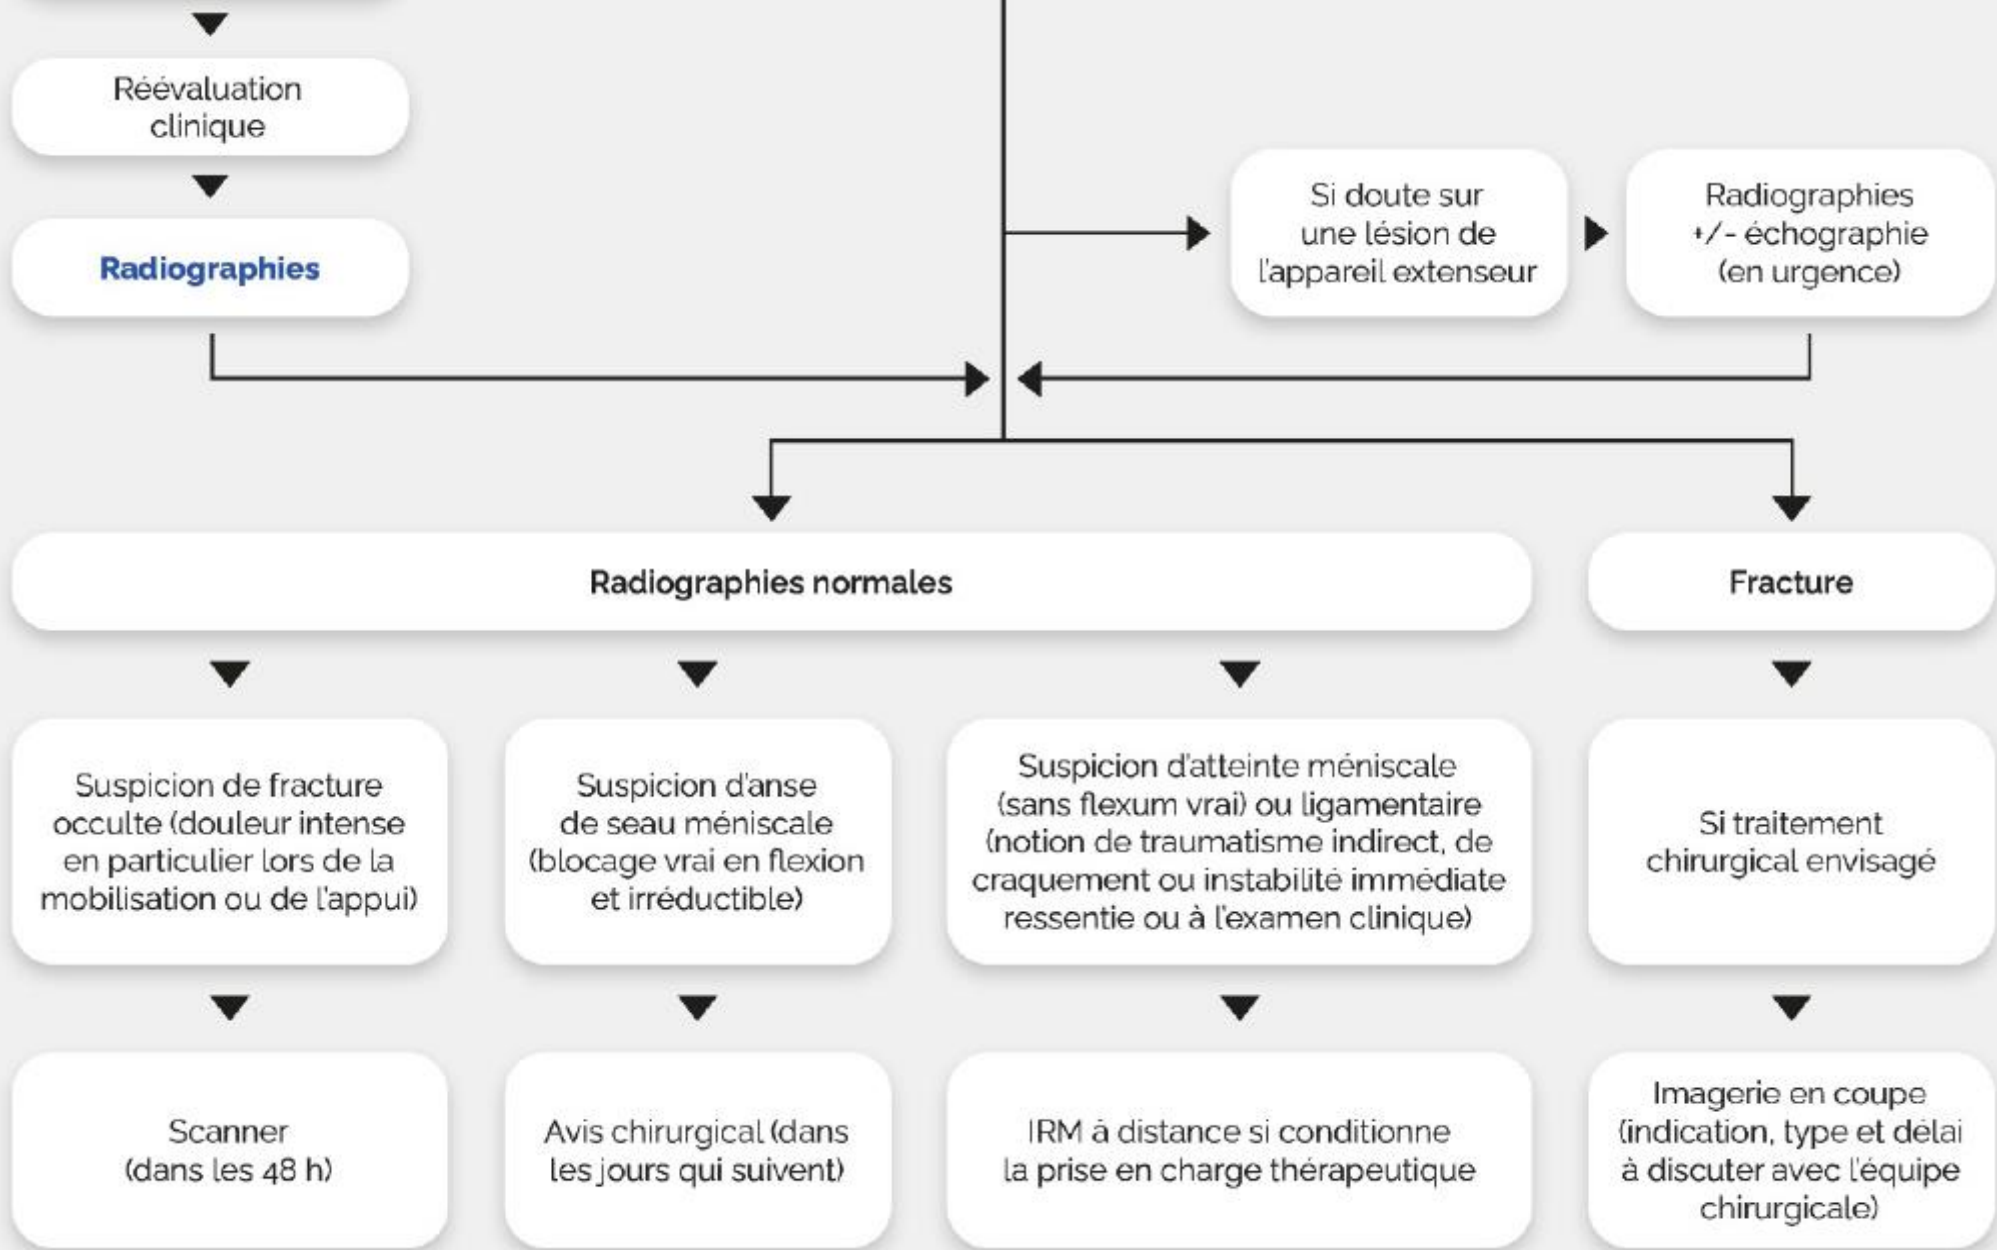 Réévaluation
clinique
Radiographies
Si doute sur
une lésion de
l'appareil extenseur
Radiographies
+/- échographie
(en urgence)
Radiographies normales
Fracture
Suspicion de fracture
occulte (douleur intense
en particulier lors de la
mobilisation ou de l'appui)
Suspicion d'anse
de seau méniscale
(blocage vrai en flexion
et irréductible)
Suspicion d'atteinte méniscale
(sans flexum vrai) ou ligamentaire
(notion de traumatisme indirect, de
craquement ou instabilité immédiate
ressentie ou à l'examen clinique)
Si traitement
chirurgical envisagé
Scanner
(dans les 48 h)
Avis chirurgical (dans
les jours qui suivent)
IRM à distance si conditionne
la prise en charge thérapeutique
Imagerie en coupe
(indication, type et délai
à discuter avec l'équipe
chirurgicale)